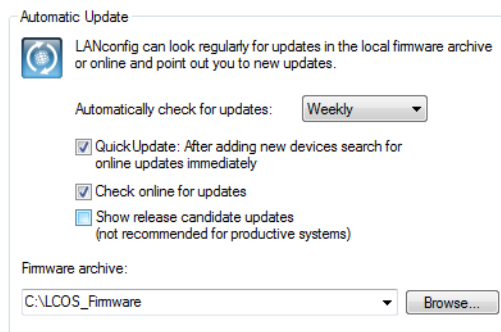 Automatic Update
LANconfig can look regularly for updates in the local firmware archive
or online and point out you to new updates.
Automatically check for updates: Weekly
QuickUpdate: After adding new devices search for
online updates immediately
Check online for updates
Show release candidate updates
(not recommended for productive systems)
Firmware archive:
C:\LCOS_Firmware Browse...